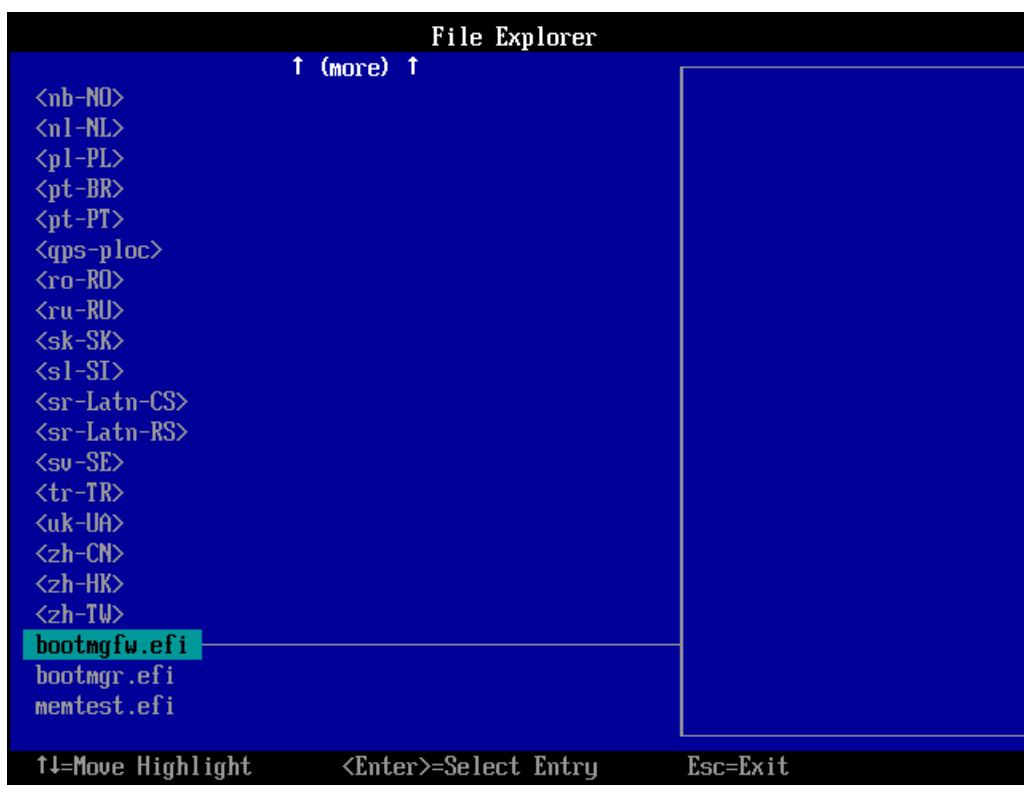 File Explorer
↑ (more) ↑
<nb-NO>
<nl-NL>
<pl-PL>
<pt-BR>
<pt-PT>
<qps-ploc>
<ro-RO>
<ru-RU>
<sk-SK>
<sl-SI>
<sr-Latn-CS>
<sr-Latn-RS>
<sv-SE>
<tr-TR>
<uk-UA>
<zh-CN>
<zh-HK>
<zh-TW>
bootmgfw.efi
bootmgr.efi
memtest.efi
↑↓=Move Highlight <Enter>=Select Entry Esc=Exit